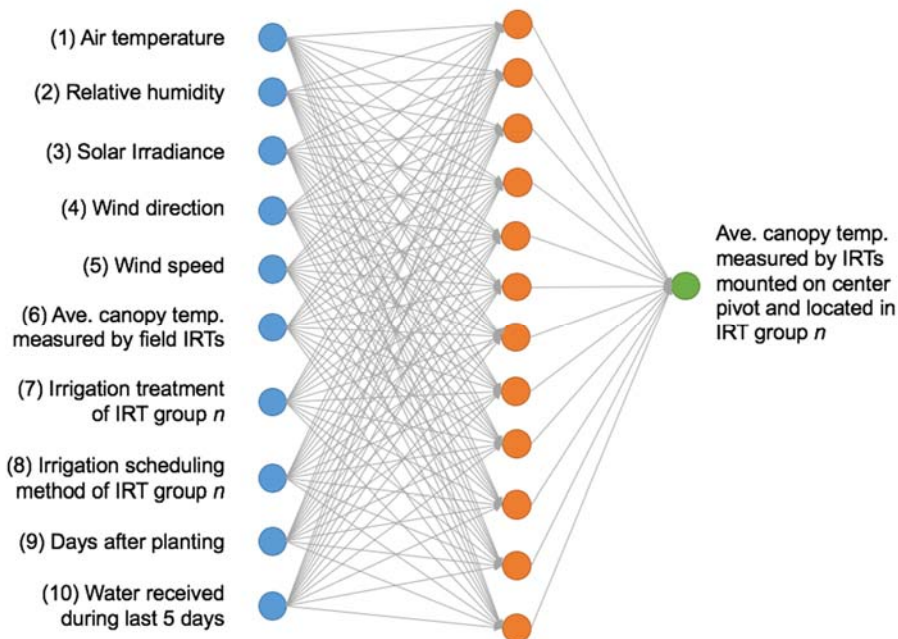 (1) Air temperature
(2) Relative humidity
(3) Solar Irradiance
(4) Wind direction
(5) Wind speed
(6) Ave. canopy temp.
measured by field IRTs
(7) Irrigation treatment
of IRT group n
(8) Irrigation scheduling
method of IRT group n
(9) Days after planting
(10) Water received
during last 5 days
Ave. canopy temp.
measured by IRTs
mounted on center
pivot and located in
IRT group n